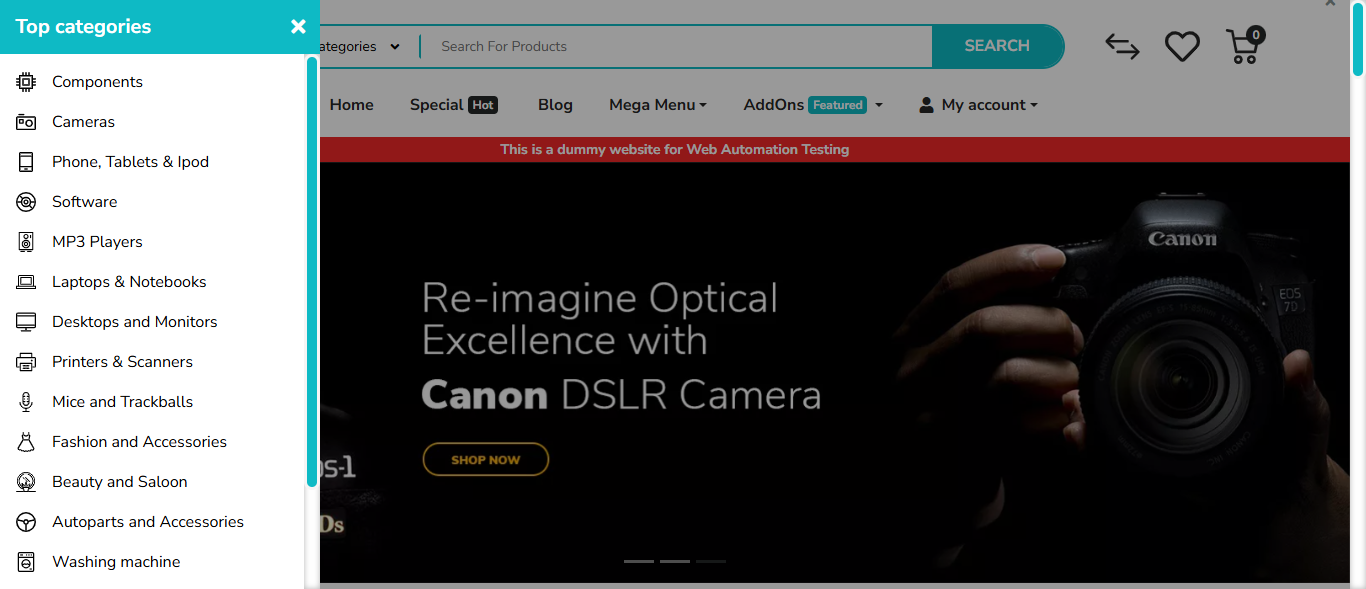 Top categories
Components
Cameras
Phone, Tablets & Ipod
Software
MP3 Players
Laptops & Notebooks
Desktops and Monitors
Printers & Scanners
Mice and Trackballs
Fashion and Accessories
Beauty and Saloon
Autoparts and Accessories
Washing machine
ategories
Search For Products
SEARCH
0
Home
Special Hot
Blog
Mega Menu
AddOns Featured
My account
This is a dummy website for Web Automation Testing
Re-imagine Optical
Excellence with
Canon DSLR Camera
SHOP NOW
Canon
EOS
7D
DS-1
Ds